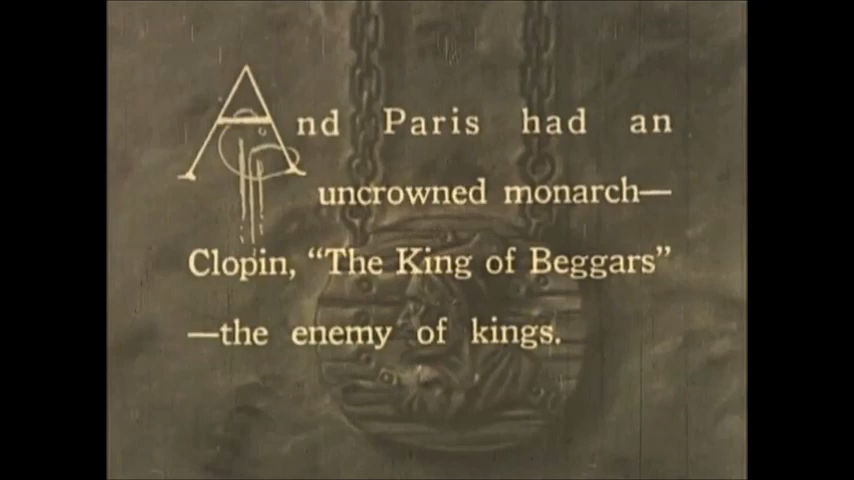 And Paris had an
uncrowned monarch—
Clopin, “The King of Beggars”
—the enemy of kings.